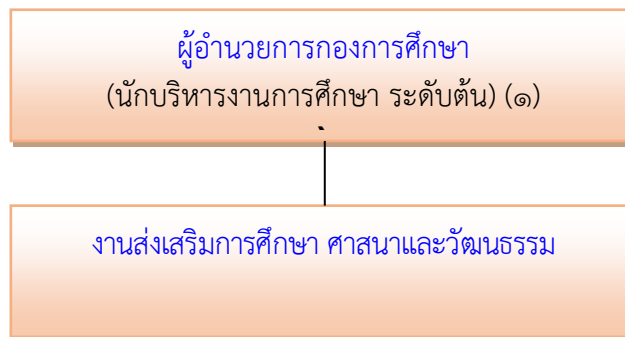 ผู้อำนวยการกองการศึกษา
(นักบริหารงานการศึกษา ระดับต้น) (๑)
งานส่งเสริมการศึกษา ศาสนาและวัฒนธรรม